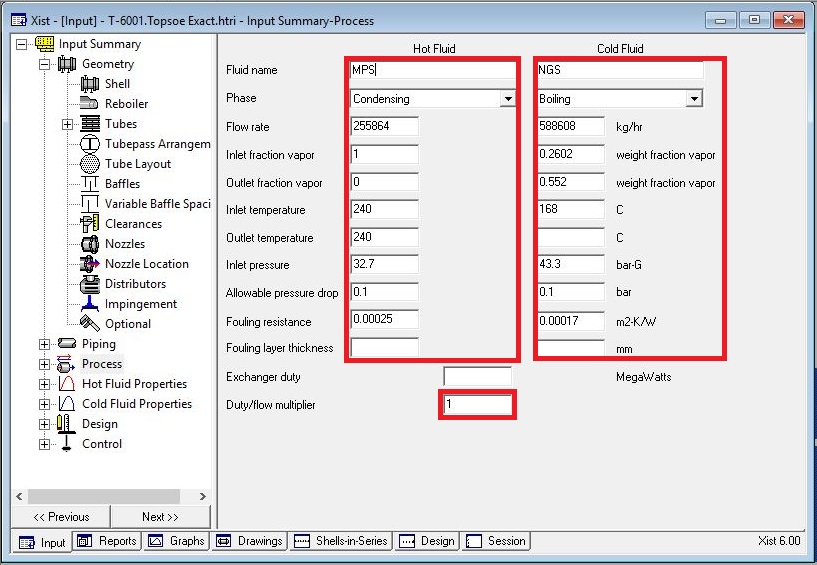 Xist - [Input] - T-6001.Topsoe Exact.htri - Input Summary-Process
Input Summary
Geometry
Shell
Reboiler
Tubes
Tubepass Arrangem
Tube Layout
Baffles
Variable Baffle Spaci
Clearances
Nozzles
Nozzle Location
Distributors
Impingement
Optional
Piping
Process
Hot Fluid Properties
Cold Fluid Properties
Design
Control
<< Previous Next >>
Hot Fluid Cold Fluid
Fluid name MPS NGS
Phase Condensing Boiling
Flow rate 255864 588608 kg/hr
Inlet fraction vapor 1 0.2602 weight fraction vapor
Outlet fraction vapor 0 0.552 weight fraction vapor
Inlet temperature 240 168 C
Outlet temperature 240 C
Inlet pressure 32.7 43.3 bar-G
Allowable pressure drop 0.1 0.1 bar
Fouling resistance 0.00025 0.00017 m2-K/W
Fouling layer thickness mm
Exchanger duty MegaWatts
Duty/flow multiplier 1
Input Reports Graphs Drawings Shells-in-Series Design Session Xist 6.00